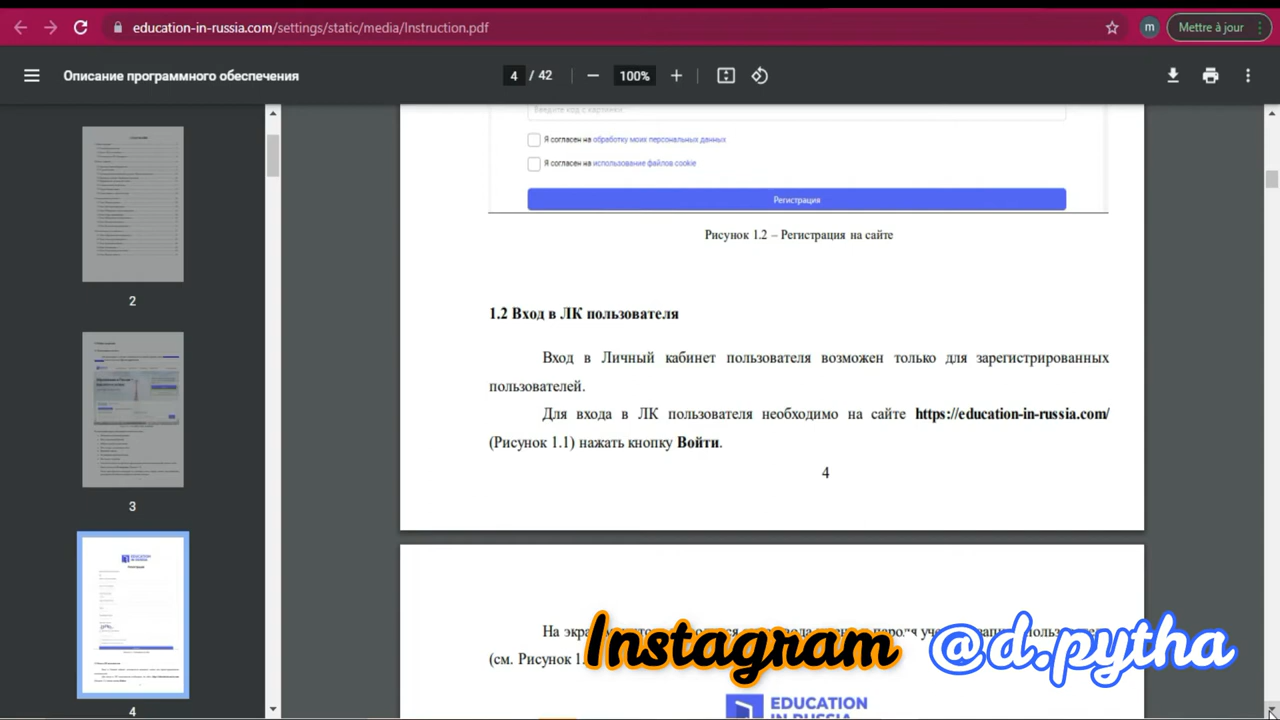 education-in-russia.com/settings/static/media/Instruction.pdf
m
Mettre à jour
Описание программного обеспечения
4 / 42
100%
2
3
4
Введите код с картинки
Я согласен на обработку моих персональных данных
Я согласен на использование файлов cookie
Регистрация
Рисунок 1.2 – Регистрация на сайте
1.2 Вход в ЛК пользователя
Вход в Личный кабинет пользователя возможен только для зарегистрированных
пользователей.
Для входа в ЛК пользователя необходимо на сайте https://education-in-russia.com/
(Рисунок 1.1) нажать кнопку Войти.
4
На
(см. Рисунок 1.
Instagram @d.pytha
EDUCATION
IN RUSSIA